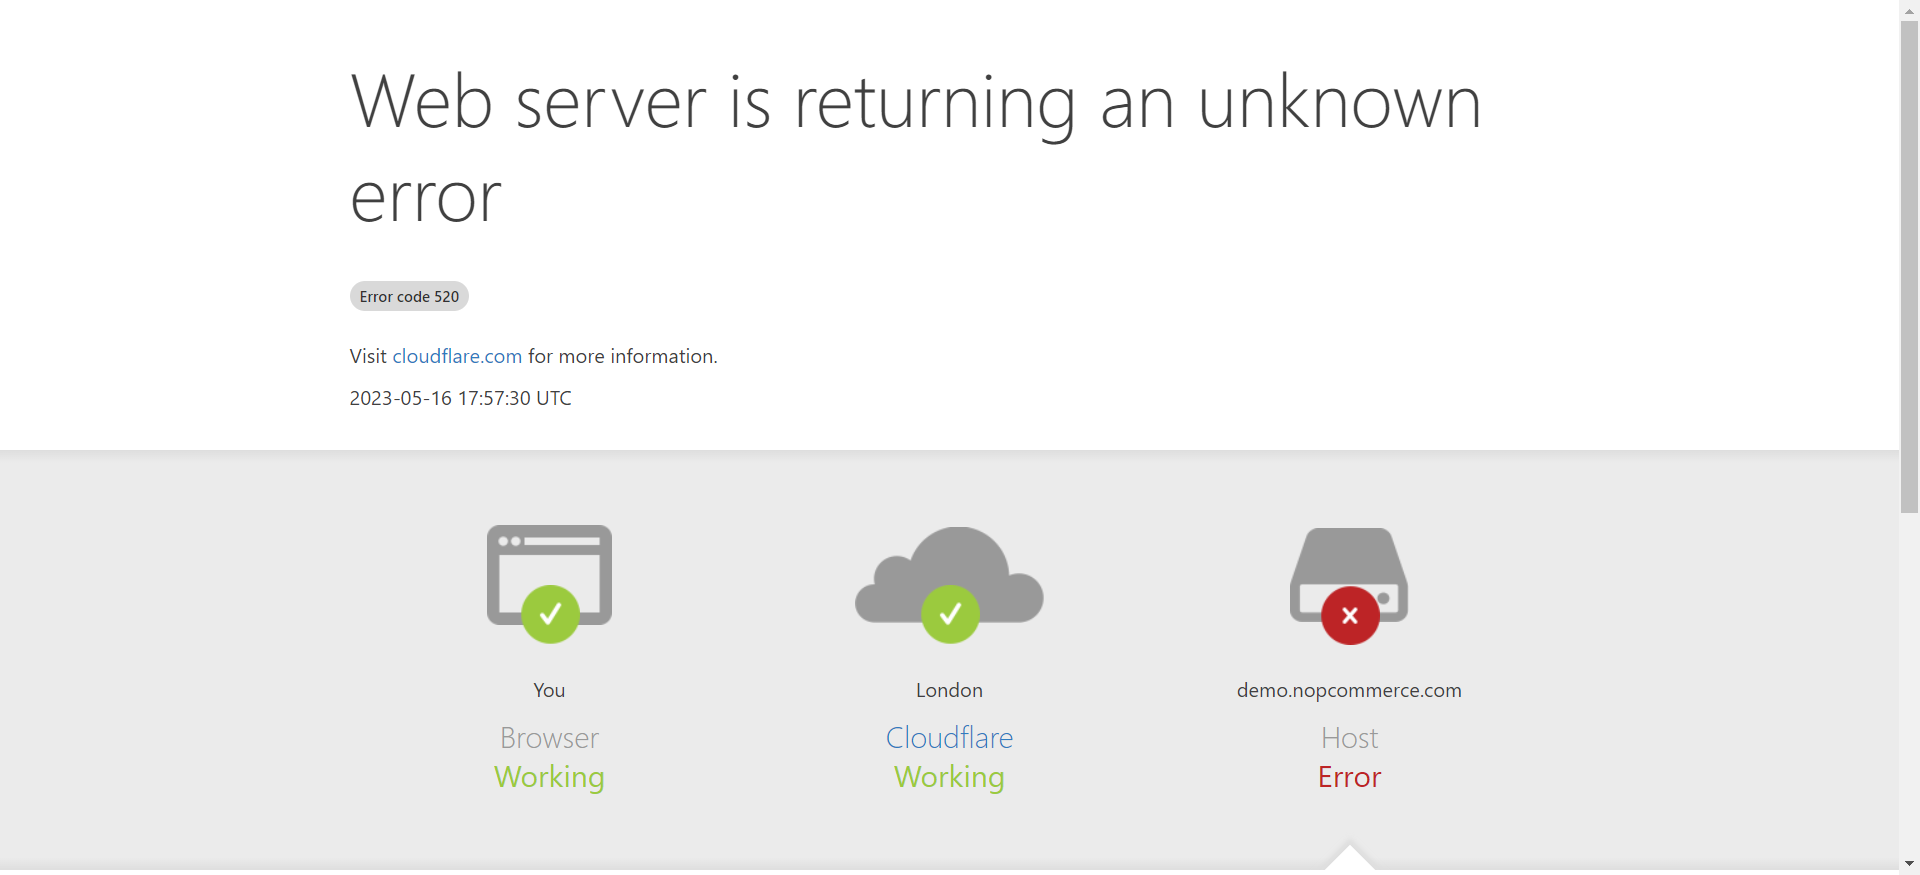 Web server is returning an unknown
error
Error code 520
Visit cloudflare.com for more information.
2023-05-16 17:57:30 UTC
You
Browser
Working
London
Cloudflare
Working
demo.nopcommerce.com
Host
Error